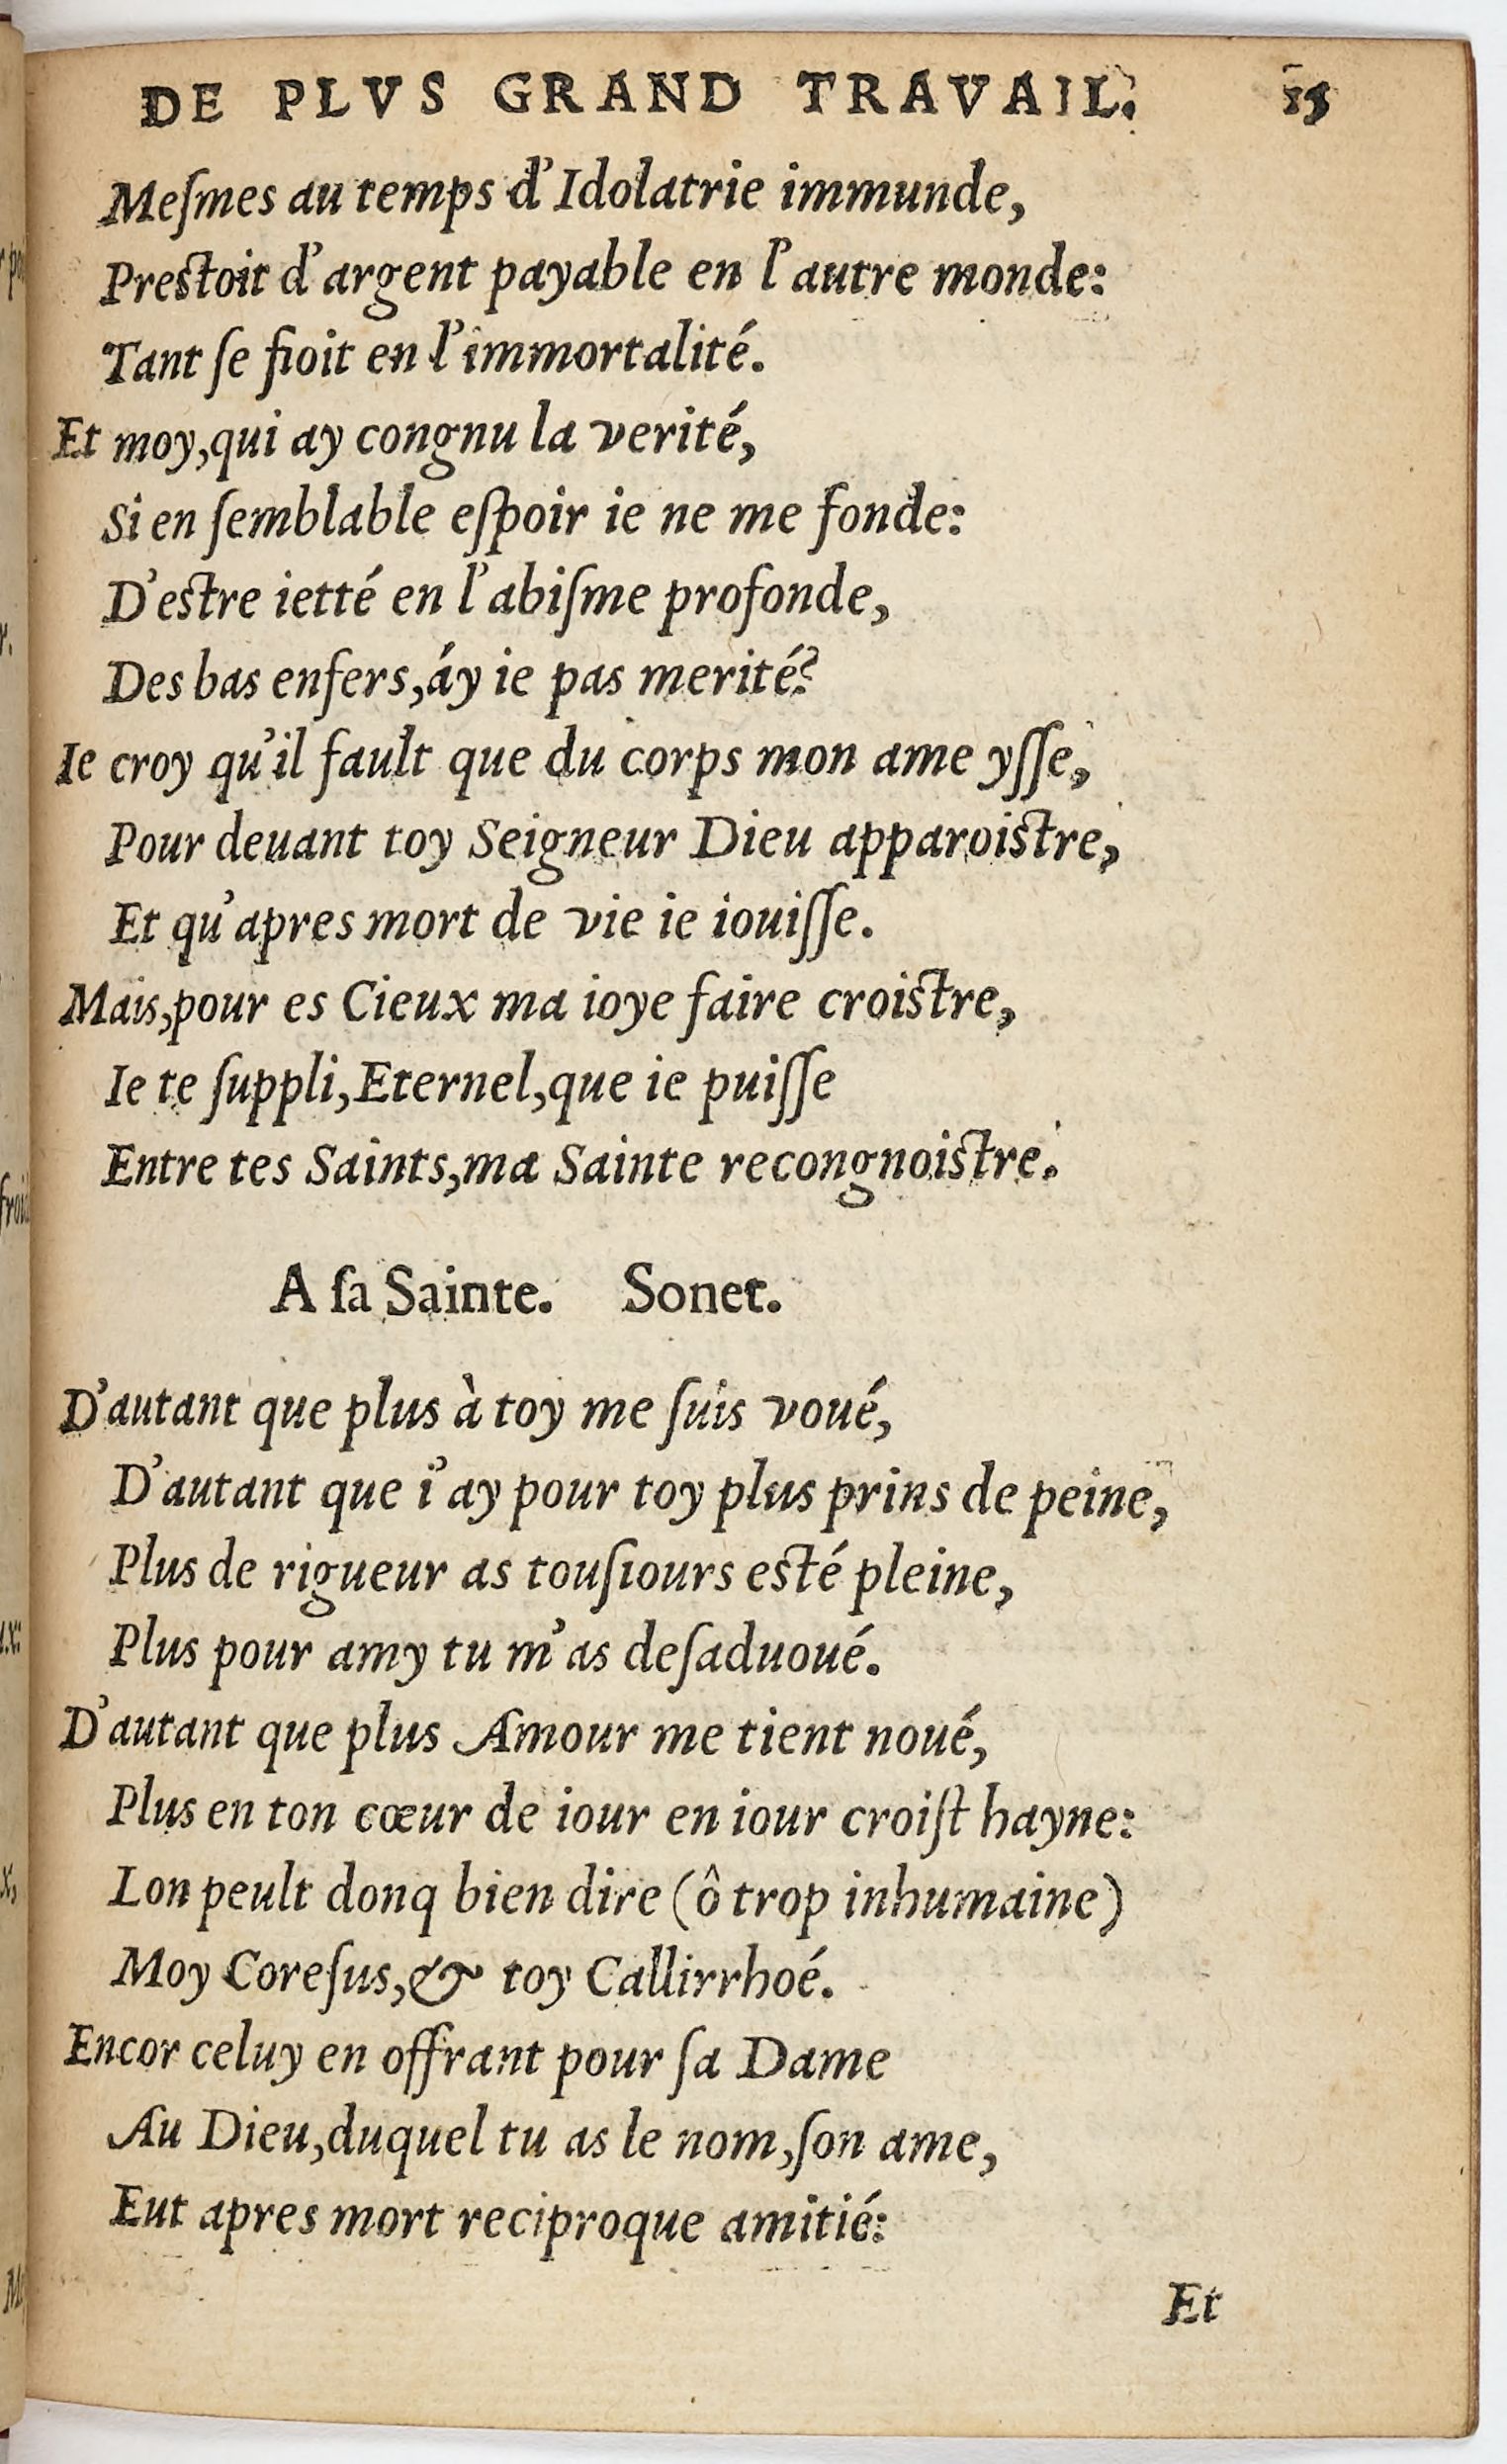 DE PLVS GRAND TRAVAIL. 15
Meſmes au temps d'Idolatrie immunde,
Preſtoit d'argent payable en l'autre monde:
Tant ſe fioit en l'immortalité.
Et moy, qui ay congnu la verité,
Si en ſemblable eſpoir ie ne me fonde:
D'eſtre ietté en l'abiſme profonde,
Des bas enfers, áy ie pas merité?
Ie croy qu'il fault que du corps mon ame yſſe,
Pour deuant toy Seigneur Dieu apparoiſtre,
Et qu'apres mort de vie ie iouiſſe.
Mais, pour es Cieux ma ioye faire croiſtre,
Ie te ſuppli, Eternel, que ie puiſſe
Entre tes Saints, ma Sainte recongnoiſtre.
A ſa Sainte. Sonet.
D'autant que plus à toy me ſuis voué,
D'autant que i'ay pour toy plus prins de peine,
Plus de rigueur as touſiours eſté pleine,
Plus pour amy tu m'as deſaduoué.
D'autant que plus Amour me tient noué,
Plus en ton cœur de iour en iour croiſt hayne:
Lon peult donq bien dire (ô trop inhumaine)
Moy Coreſus, & toy Callirrhoé.
Encor celuy en offrant pour ſa Dame
Au Dieu, duquel tu as le nom, ſon ame,
Eut apres mort reciproque amitié:
Et